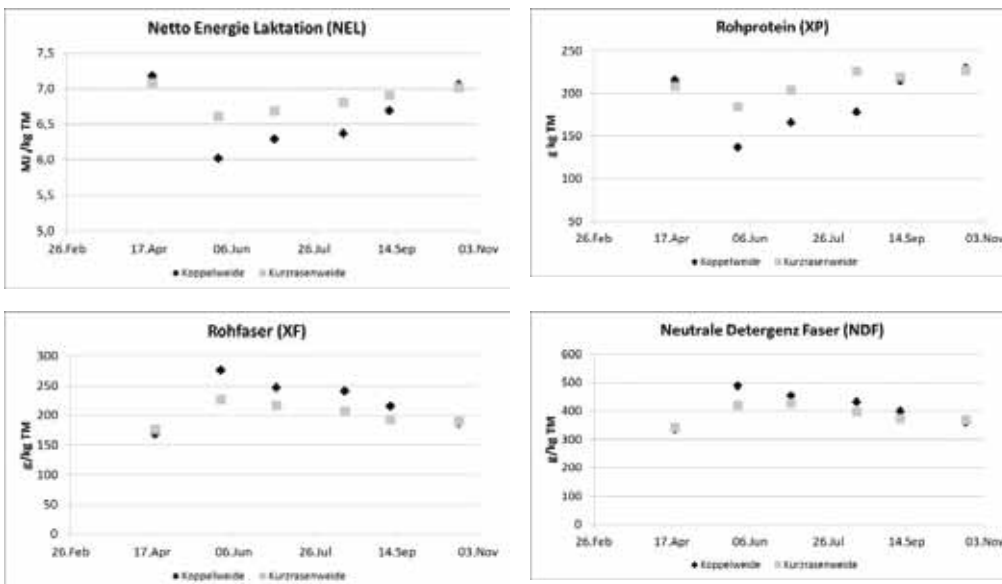 Netto Energie Laktation (NEL)
7,5
7,0
6,5
6,0
5,5
5,0
MJ /kg TM
26.Feb 17.Apr 06.Jun 26.Jul 14.Sep 03.Nov
Koppelweide Kurzrasenweide
Rohprotein (XP)
250
200
150
100
50
g kg TM
26.Feb 17.Apr 06.Jun 26.Jul 14.Sep 03.Nov
Koppelweide Kurzrasenweide
Rohfaser (XF)
300
250
200
150
100
50
0
g/kg TM
26.Feb 17.Apr 06.Jun 26.Jul 14.Sep 03.Nov
Koppelweide Kurzrasenweide
Neutrale Detergenz Faser (NDF)
600
500
400
300
200
100
0
g/kg TM
26.Feb 17.Apr 06.Jun 26.Jul 14.Sep 03.Nov
Koppelweide Kurzrasenweide